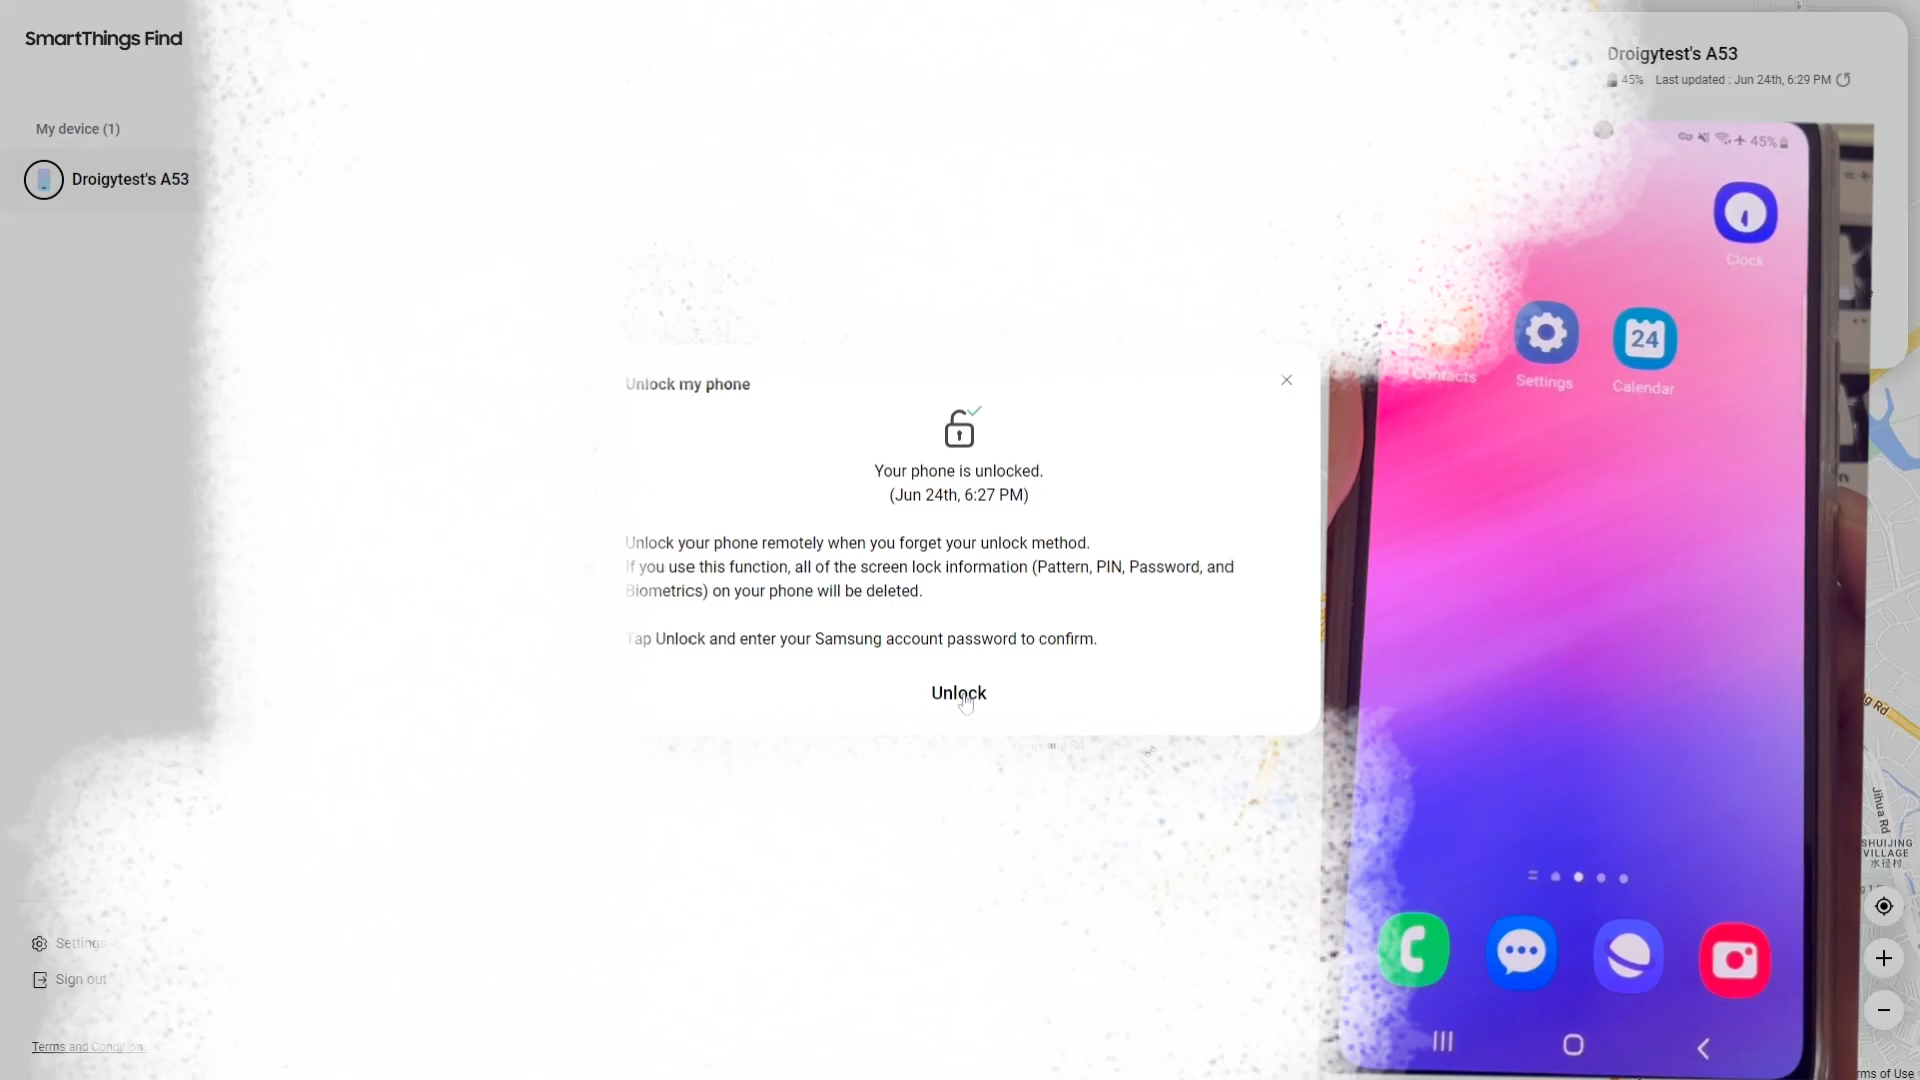 SmartThings Find
My device (1)
Droigytest's A53
Settings
Sign out
Terms and Condition
Unlock my phone
Your phone is unlocked.
(Jun 24th, 6:27 PM)
Unlock your phone remotely when you forget your unlock method.
If you use this function, all of the screen lock information (Pattern, PIN, Password, and
Biometrics) on your phone will be deleted.
Tap Unlock and enter your Samsung account password to confirm.
Unlock
Droigytest's A53
45% Last updated : Jun 24th, 6:29 PM
45%
Clock
Contacts
Settings
24
Calendar
Rd
Jihua Rd
SHUIJING
VILLAGE
水径村
rms of Use